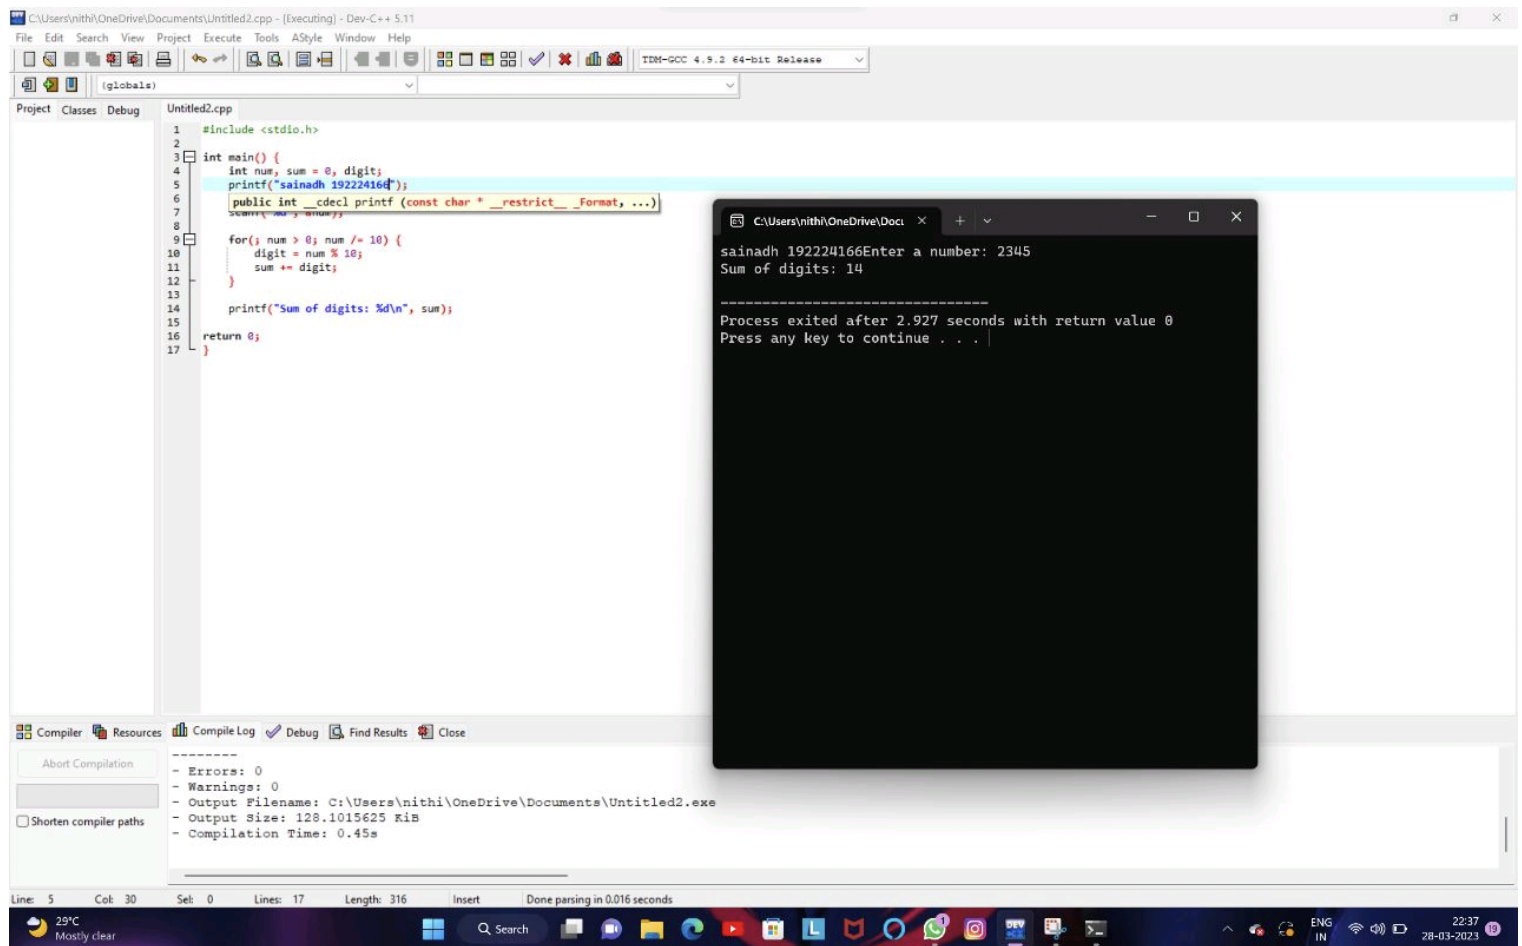 C:\Users\nithi\OneDrive\Documents\Untitled2.cpp - [Executing] - Dev-C++ 5.11
File Edit Search View Project Execute Tools AStyle Window Help
TDM-GCC 4.9.2 64-bit Release
(globals)
Project Classes Debug
Untitled2.cpp
1 #include <stdio.h>
2
3 int main() {
4 int num, sum = 0, digit;
5 printf("sainadh 192224166");
6 public int __cdecl printf (const char * __restrict__ _Format, ...)
7
8
9 for(; num > 0; num /= 10) {
10 digit = num % 10;
11 sum += digit;
12 }
13
14 printf("Sum of digits: %d\n", sum);
15
16 return 0;
17 }
C:\Users\nithi\OneDrive\Docu
sainadh 192224166Enter a number: 2345
Sum of digits: 14
--------------------------------
Process exited after 2.927 seconds with return value 0
Press any key to continue . . .
Compiler Resources Compile Log Debug Find Results Close
Abort Compilation
Shorten compiler paths
--------
- Errors: 0
- Warnings: 0
- Output Filename: C:\Users\nithi\OneDrive\Documents\Untitled2.exe
- Output Size: 128.1015625 KiB
- Compilation Time: 0.45s
Line: 5 Col: 30 Sel: 0 Lines: 17 Length: 316 Insert Done parsing in 0.016 seconds
29°C
Mostly clear
Search
DEV
1
ENG
IN
22:37
28-03-2023
19